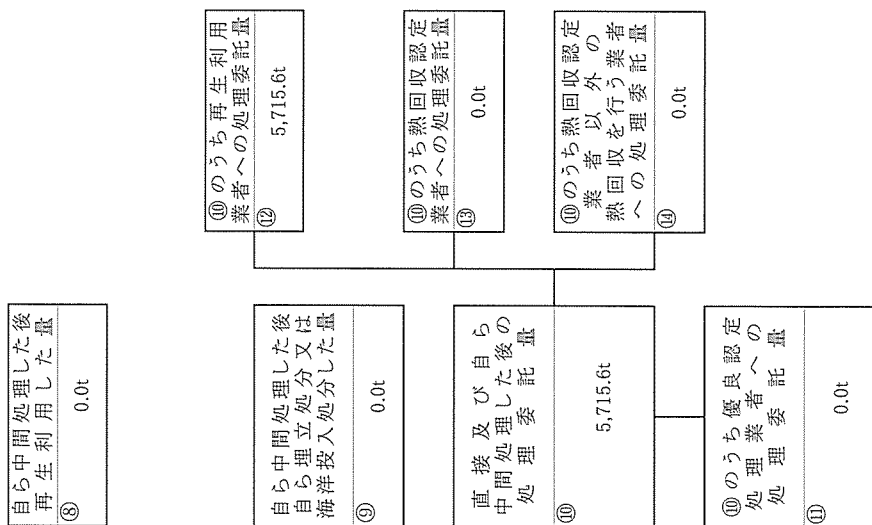 自ら中間処理した後
再生利用した量
⑧
0.0t
自ら中間処理した後
自ら埋立処分又は
海洋投入処分した量
⑨
0.0t
直接及び自ら
中間処理した後の
処理委託量
⑩
5,715.6t
⑩のうち優良認定
処理業者への
処理委託量
⑪
0.0t
⑩のうち再生利用
業者への処理委託量
⑫
5,715.6t
⑩のうち熱回収認定
業者への処理委託量
⑬
0.0t
⑩のうち熱回収認定
業者以外の
熱回収を行う業者
への処理委託量
⑭
0.0t